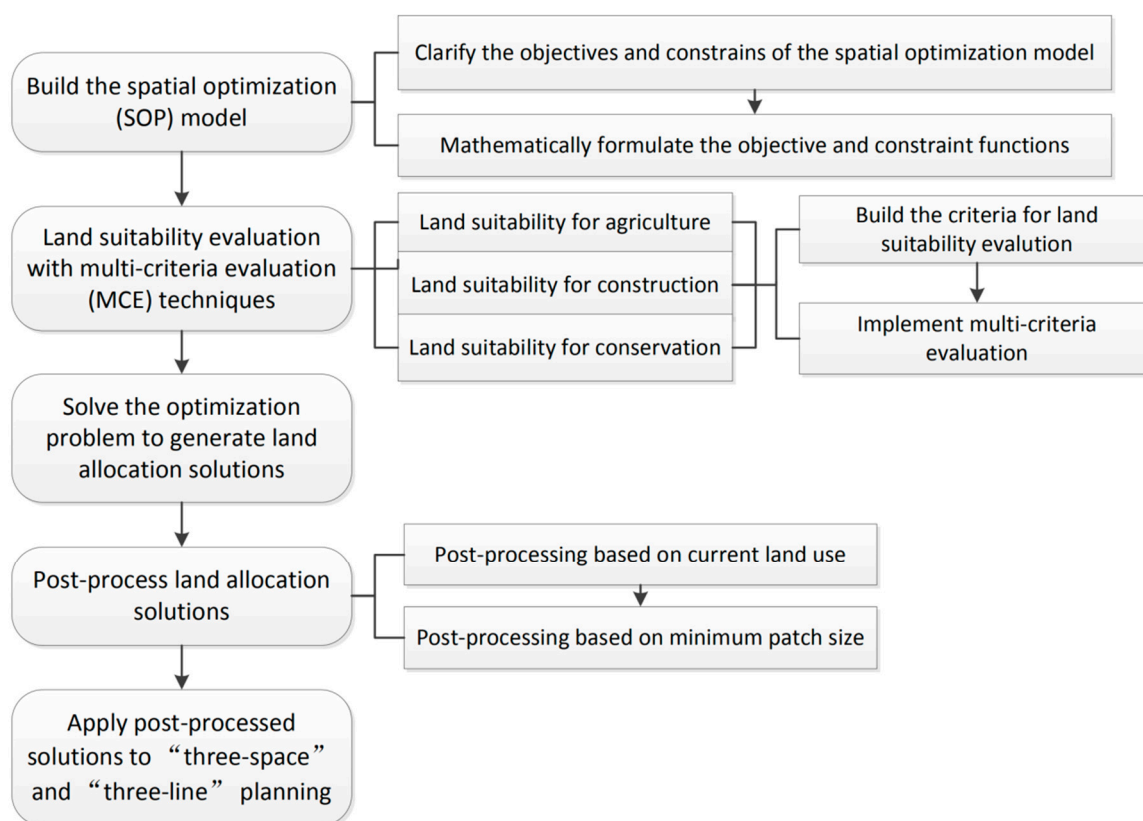 Build the spatial optimization
(SOP) model
Clarify the objectives and constrains of the spatial optimization model
Mathematically formulate the objective and constraint functions
Land suitability evaluation
with multi-criteria evaluation
(MCE) techniques
Land suitability for agriculture
Land suitability for construction
Land suitability for conservation
Build the criteria for land
suitability evalution
Implement multi-criteria
evaluation
Solve the optimization
problem to generate land
allocation solutions
Post-process land allocation
solutions
Post-processing based on current land use
Post-processing based on minimum patch size
Apply post-processed
solutions to “three-space”
and “three-line” planning